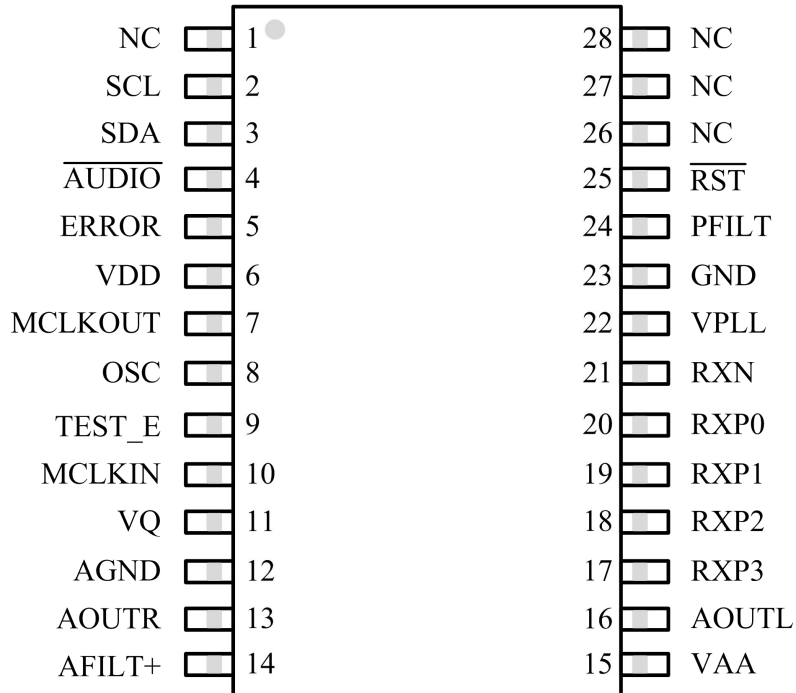 NC 1 28 NC
SCL 2 27 NC
SDA 3 26 NC
AUDIO 4 25 RST
ERROR 5 24 PFILT
VDD 6 23 GND
MCLKOUT 7 22 VPLL
OSC 8 21 RXN
TEST_E 9 20 RXP0
MCLKIN 10 19 RXP1
VQ 11 18 RXP2
AGND 12 17 RXP3
AOUTR 13 16 AOUTL
AFILT+ 14 15 VAA